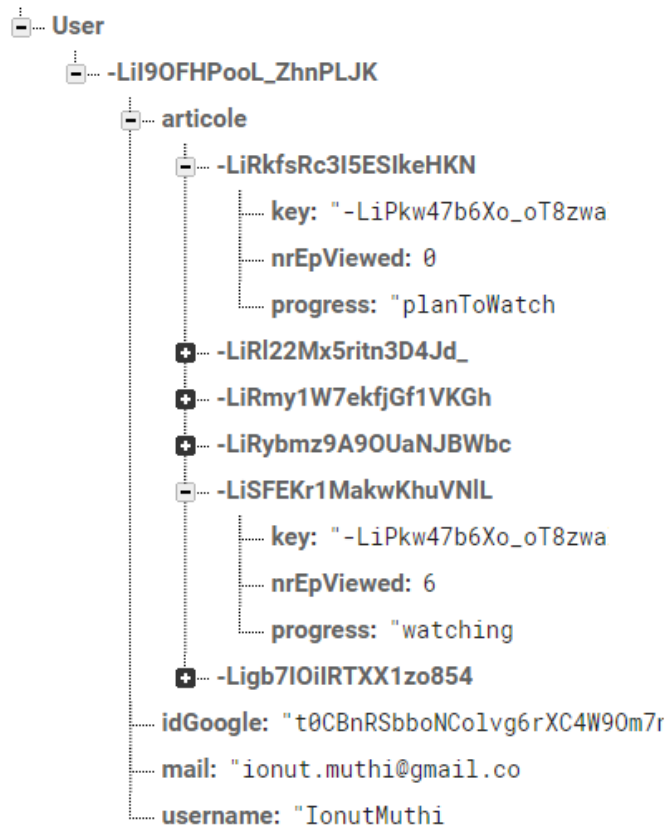 User
-LiI9OFHPooL_ZhnPLJK
articole
-LiRkfsRc3I5ESIkeHKN
key: "-LiPkw47b6Xo_oT8zwa
nrEpViewed: 0
progress: "planToWatch
-LiRl22Mx5ritn3D4Jd_
-LiRmy1W7ekfjGf1VKGh
-LiRybmz9A9OUaNJBWbc
-LiSFEKr1MakwKhuVNlL
key: "-LiPkw47b6Xo_oT8zwa
nrEpViewed: 6
progress: "watching
-Ligb7IOiIRTXX1zo854
idGoogle: "t0CBnRSbboNColvg6rXC4W9Om7r
mail: "ionut.muthi@gmail.co
username: "IonutMuthi